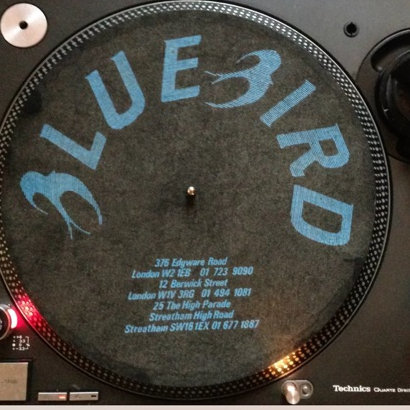 BLUEBIRD
376 Edgware Road
London W2 1EB 01 723 9090
12 Berwick Street
London W1V 3RG 01 494 1081
25 The High Parade
Streatham High Road
Streatham SW16 1EX 01 677 1887
Technics QUARTZ